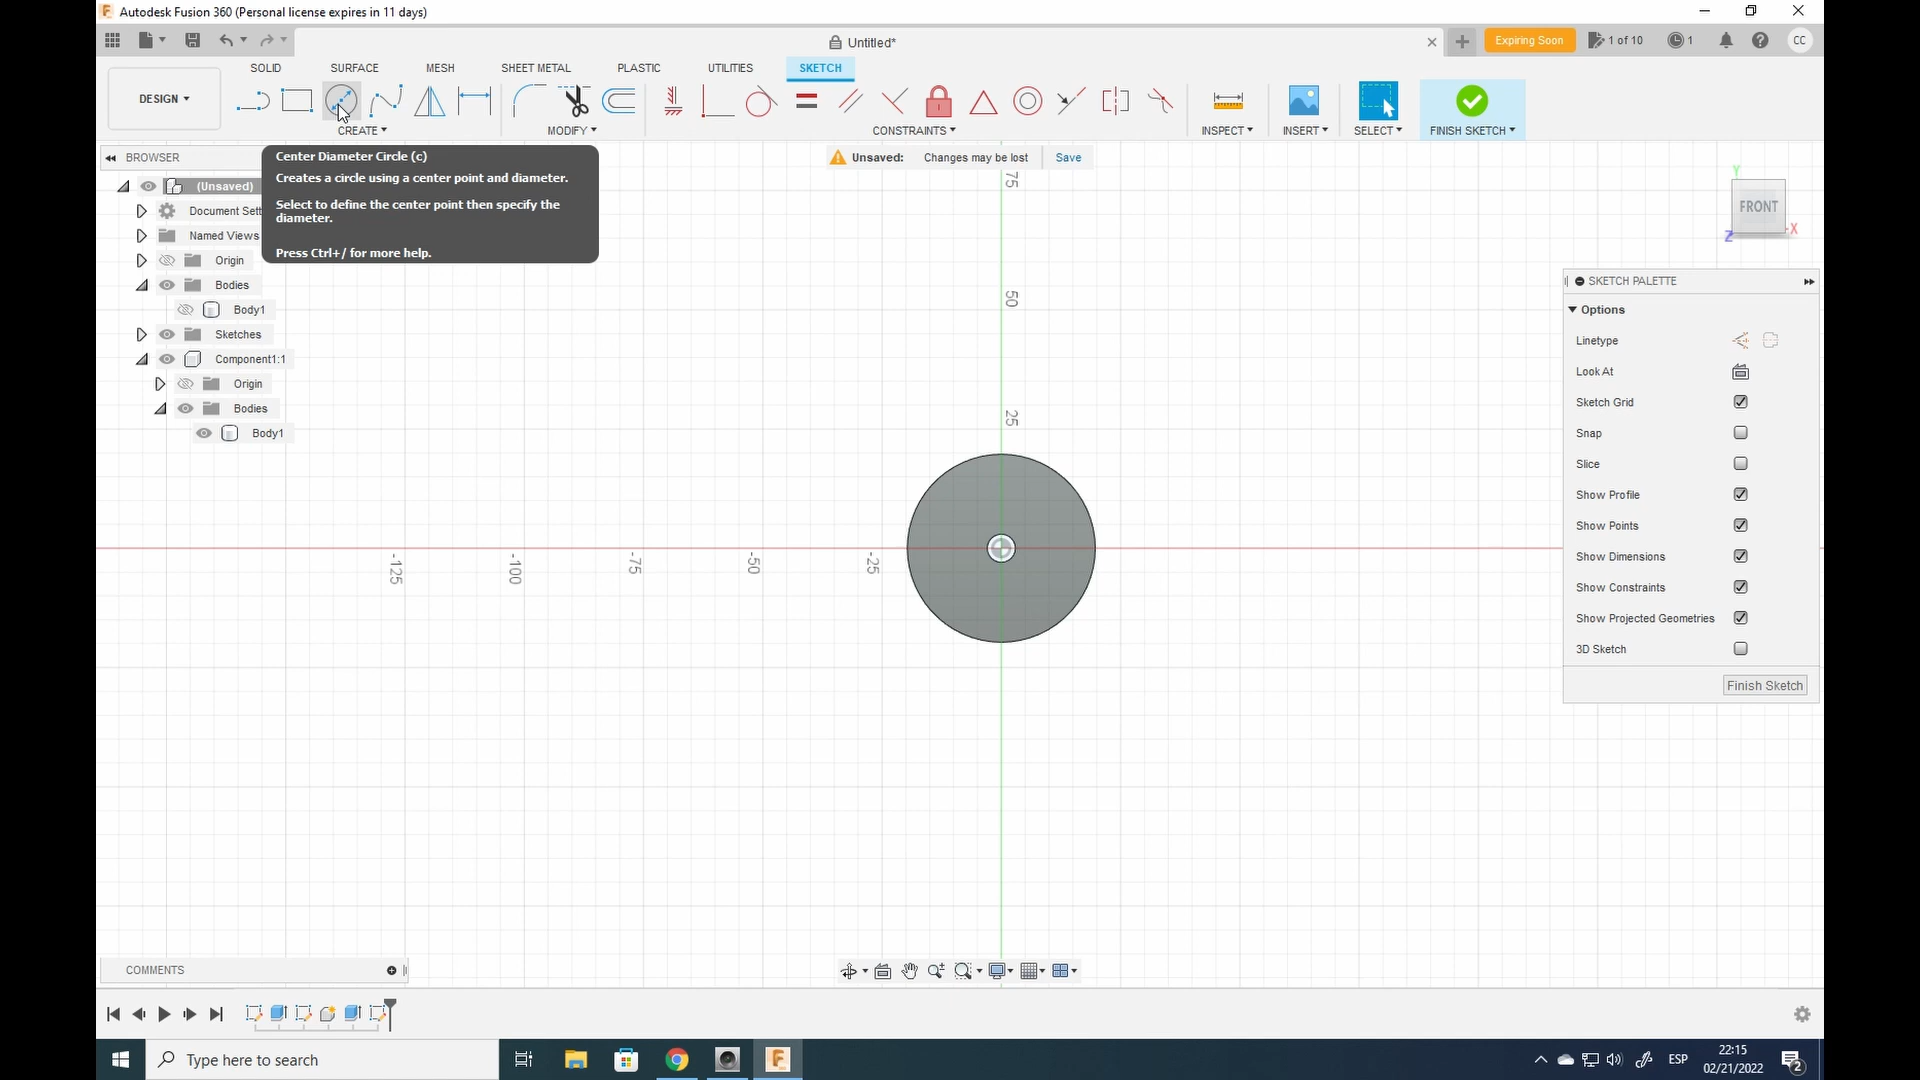 Autodesk Fusion 360 (Personal license expires in 11 days)
Untitled*
Expiring Soon
1 of 10
1
CC
SOLID
SURFACE
MESH
SHEET METAL
PLASTIC
UTILITIES
SKETCH
DESIGN
CREATE
MODIFY
CONSTRAINTS
INSPECT
INSERT
SELECT
FINISH SKETCH
BROWSER
Center Diameter Circle (c)
Creates a circle using a center point and diameter.
Select to define the center point then specify the
diameter.
Press Ctrl+/ for more help.
Unsaved:
Changes may be lost
Save
(Unsaved)
Document Sett
Named Views
Origin
Bodies
Body1
Sketches
Component1:1
Origin
Bodies
Body1
75
50
25
-125
-100
-75
-50
-25
Y
FRONT
Z
X
SKETCH PALETTE
Options
Linetype
Look At
Sketch Grid
Snap
Slice
Show Profile
Show Points
Show Dimensions
Show Constraints
Show Projected Geometries
3D Sketch
Finish Sketch
COMMENTS
Type here to search
ESP
22:15
02/21/2022
2